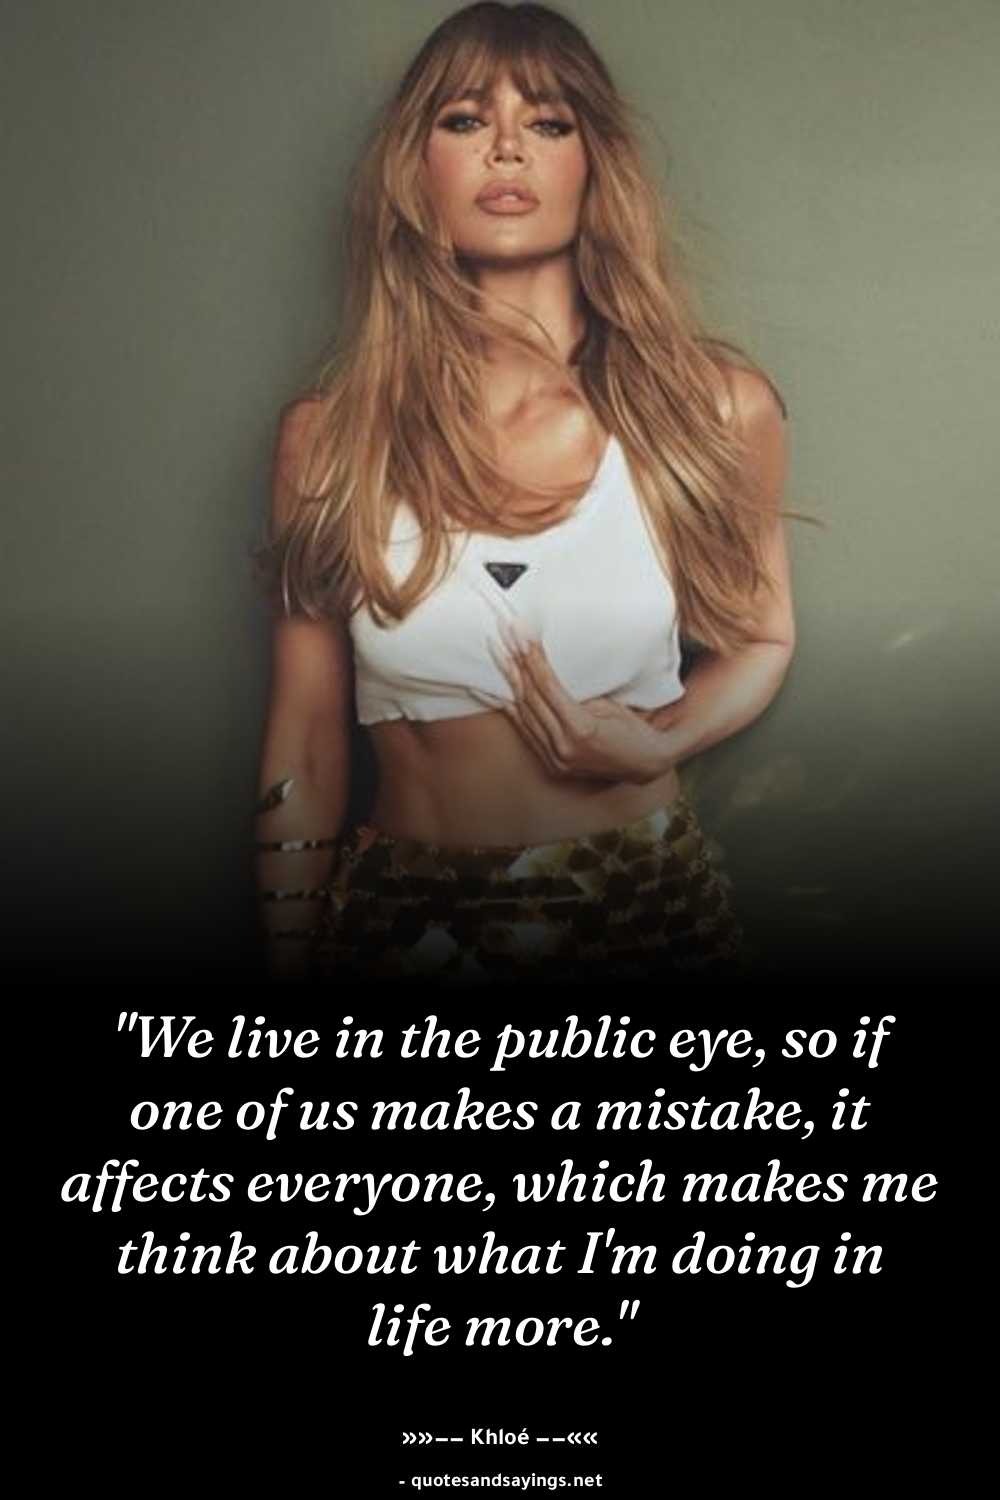 "We live in the public eye, so if
one of us makes a mistake, it
affects everyone, which makes me
think about what I'm doing in
life more."
»»–– Khloé ––««
- quotesandsayings.net